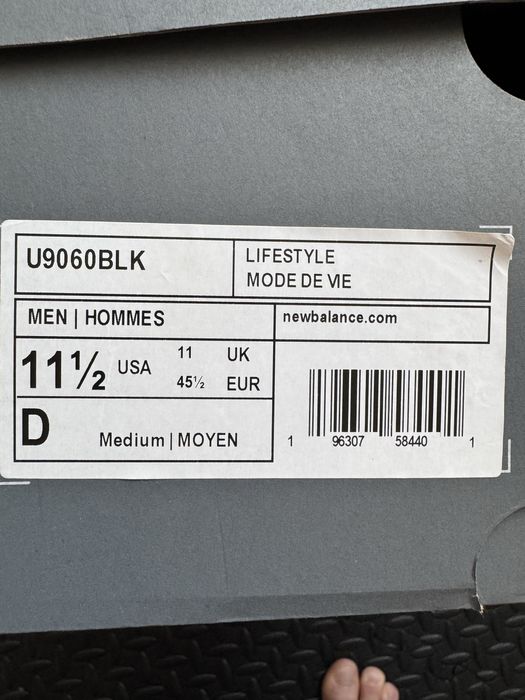 U9060BLK
LIFESTYLE
MODE DE VIE
MEN | HOMMES
newbalance.com
11½ USA
11 UK
45½ EUR
D Medium | MOYEN
1 96307 58440 1